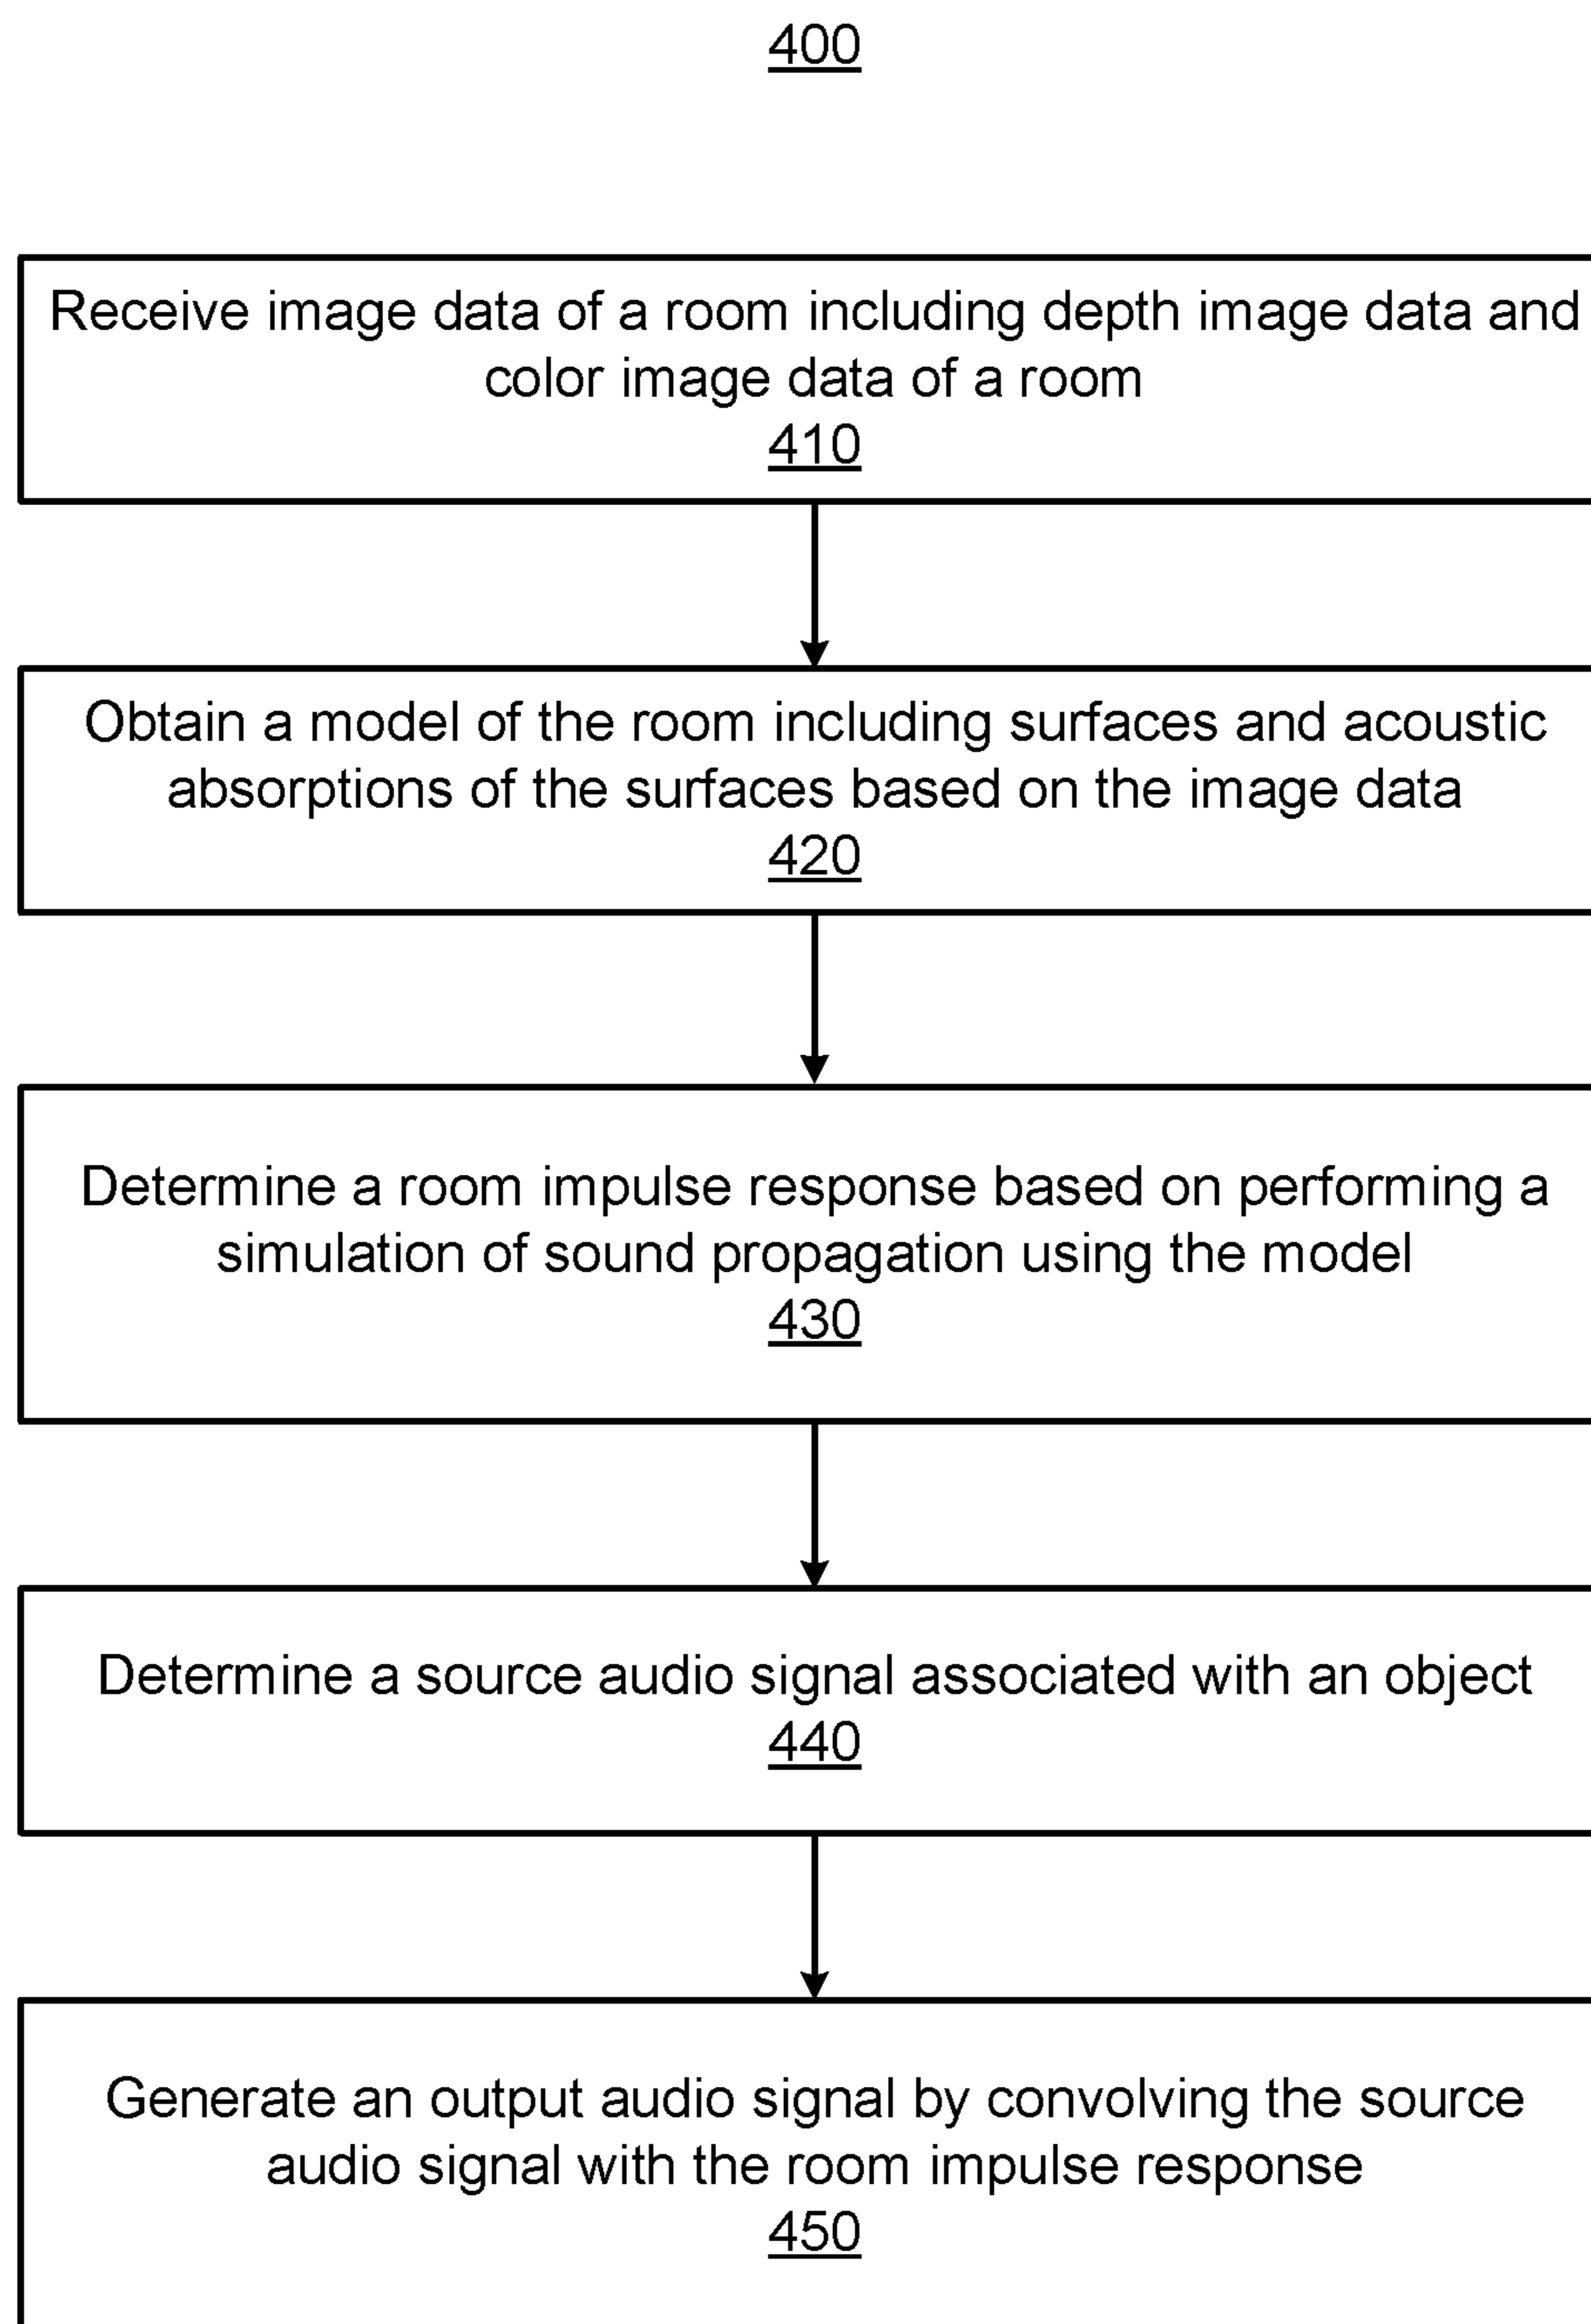 400
Receive image data of a room including depth image data and
color image data of a room
410
Obtain a model of the room including surfaces and acoustic
absorptions of the surfaces based on the image data
420
Determine a room impulse response based on performing a
simulation of sound propagation using the model
430
Determine a source audio signal associated with an object
440
Generate an output audio signal by convolving the source
audio signal with the room impulse response
450